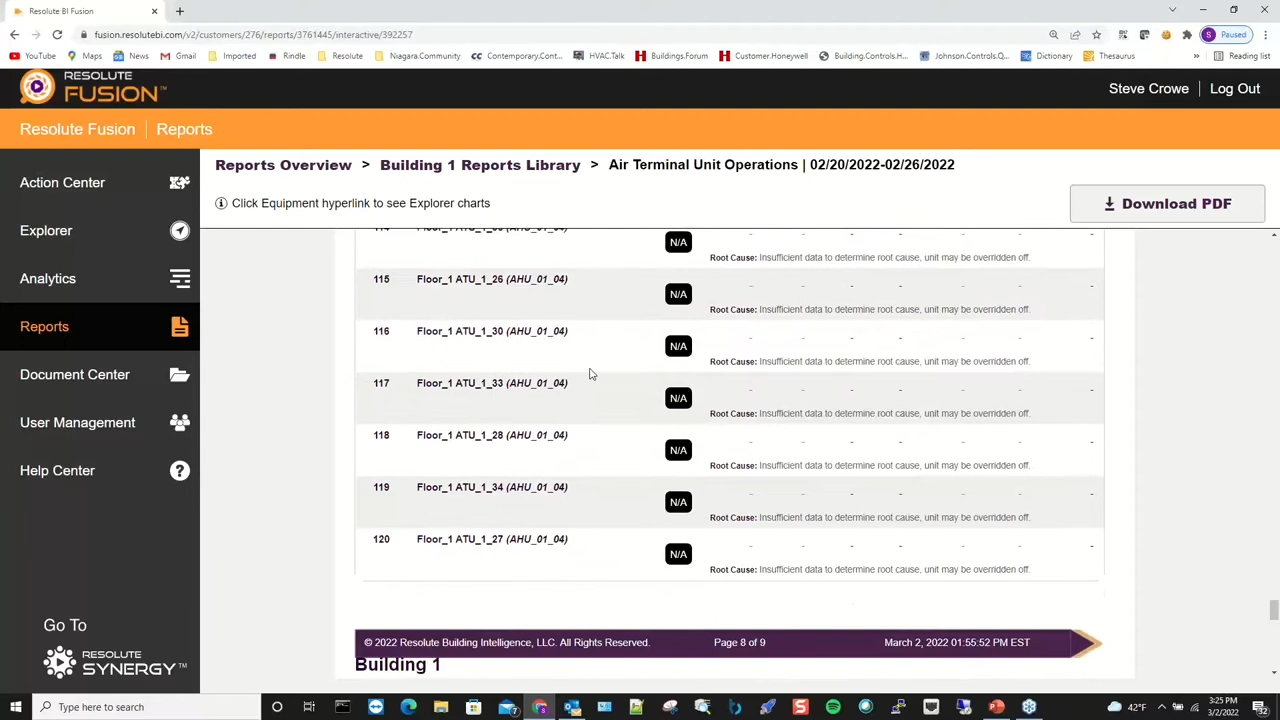 Resolute BI Fusion
fusion.resolutebi.com/v2/customers/276/reports/3761445/interactive/392257
S Paused
YouTube Maps News Gmail Imported Rindle Resolute Niagara.Community Contemporary.Cont... HVAC.Talk Buildings.Forum Customer.Honeywell Building.Controls.H... Johnson.Controls.Q... Dictionary Thesaurus » Reading list
RESOLUTE
FUSION™
Steve Crowe Log Out
Resolute Fusion Reports
Action Center
Explorer
Analytics
Reports
Document Center
User Management
Help Center
Go To
RESOLUTE
SYNERGY™
Reports Overview > Building 1 Reports Library > Air Terminal Unit Operations | 02/20/2022-02/26/2022
Click Equipment hyperlink to see Explorer charts
Download PDF
N/A - - - - - - -
Root Cause: Insufficient data to determine root cause, unit may be overridden off.
115 Floor_1 ATU_1_26 (AHU_01_04) N/A - - - - - - -
Root Cause: Insufficient data to determine root cause, unit may be overridden off.
116 Floor_1 ATU_1_30 (AHU_01_04) N/A - - - - - - -
Root Cause: Insufficient data to determine root cause, unit may be overridden off.
117 Floor_1 ATU_1_33 (AHU_01_04) N/A - - - - - - -
Root Cause: Insufficient data to determine root cause, unit may be overridden off.
118 Floor_1 ATU_1_28 (AHU_01_04) N/A - - - - - - -
Root Cause: Insufficient data to determine root cause, unit may be overridden off.
119 Floor_1 ATU_1_34 (AHU_01_04) N/A - - - - - - -
Root Cause: Insufficient data to determine root cause, unit may be overridden off.
120 Floor_1 ATU_1_27 (AHU_01_04) N/A - - - - - - -
Root Cause: Insufficient data to determine root cause, unit may be overridden off.
© 2022 Resolute Building Intelligence, LLC. All Rights Reserved. Page 8 of 9 March 2, 2022 01:55:52 PM EST
Building 1
Type here to search
42°F
3:25 PM
3/2/2022